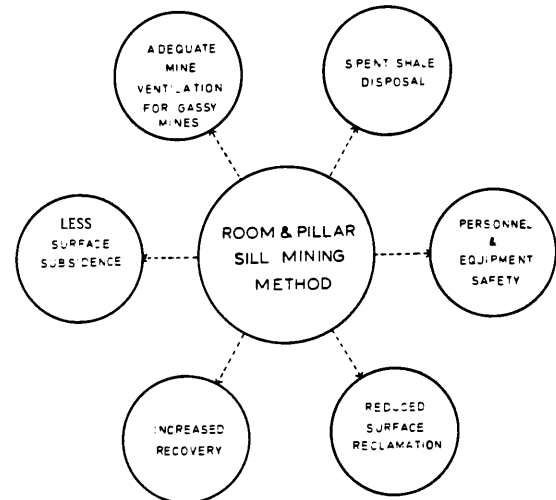 ADEQUATE
MINE
VENTILATION
FOR GASSY
MINES
SPENT SHALE
DISPOSAL
LESS
SURFACE
SUBSIDENCE
ROOM & PILLAR
SILL MINING
METHOD
PERSONNEL
&
EQUIPMENT
SAFETY
INCREASED
RECOVERY
REDUCED
SURFACE
RECLAMATION